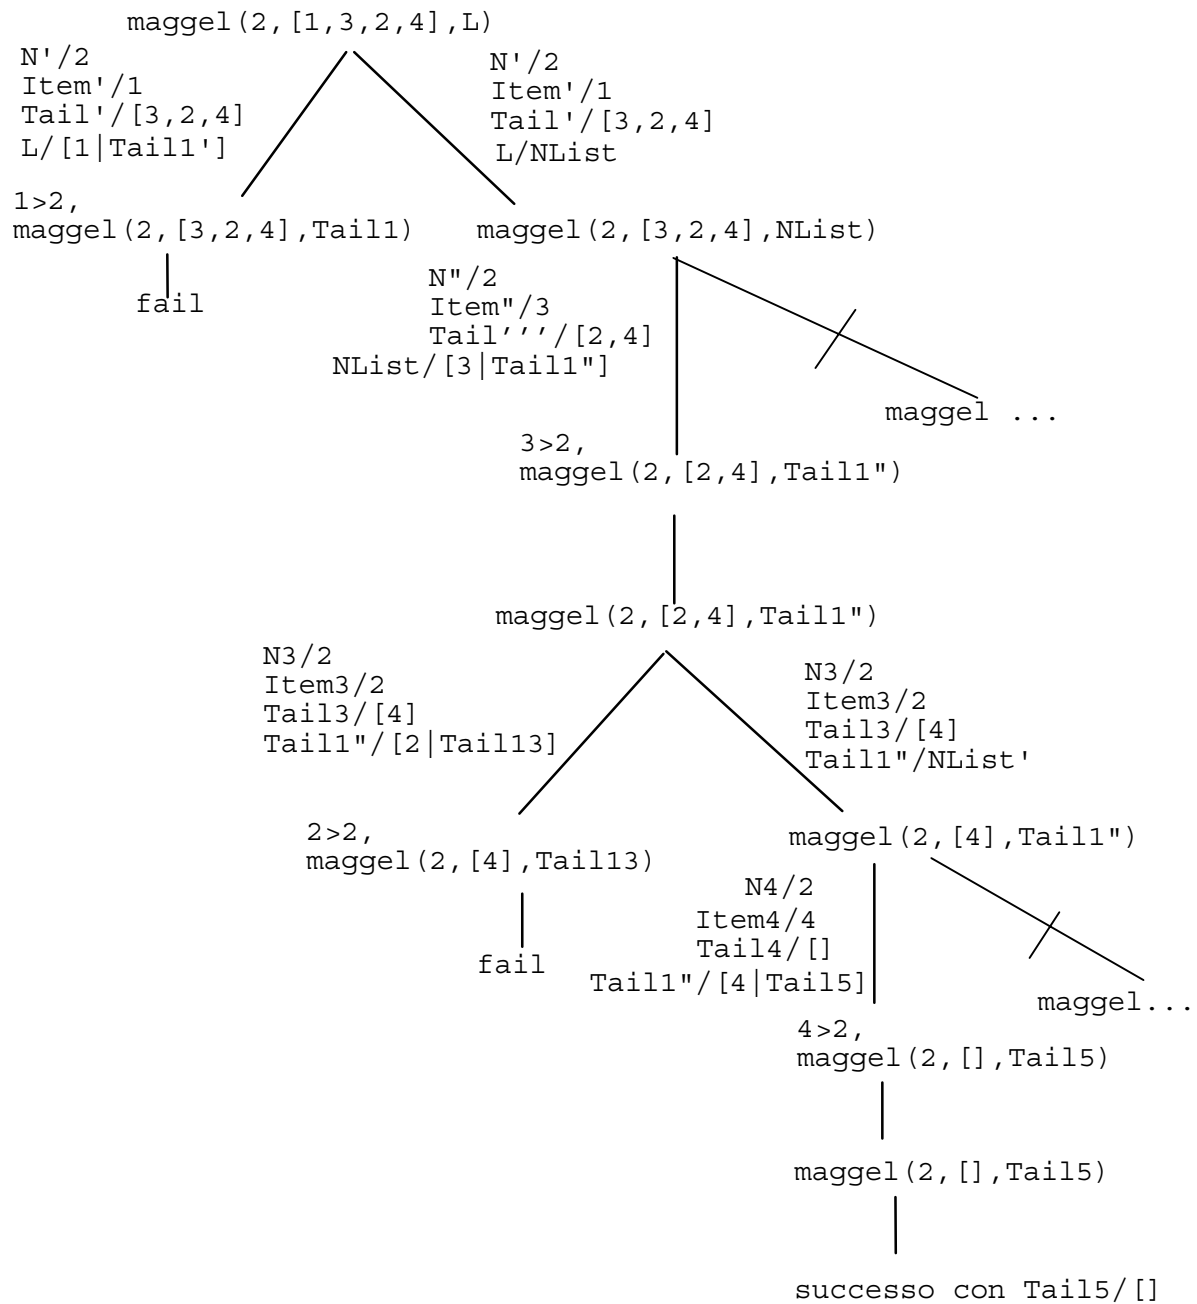 maggel(2,[1,3,2,4],L)
N'/2
Item'/1
Tail'/[3,2,4]
L/[1|Tail1']
N'/2
Item'/1
Tail'/[3,2,4]
L/NList
1>2,
maggel(2,[3,2,4],Tail1)
maggel(2,[3,2,4],NList)
fail
N"/2
Item"/3
Tail’’’/[2,4]
NList/[3|Tail1"]
maggel ...
3>2,
maggel(2,[2,4],Tail1")
maggel(2,[2,4],Tail1")
N3/2
Item3/2
Tail3/[4]
Tail1"/[2|Tail13]
N3/2
Item3/2
Tail3/[4]
Tail1"/NList'
2>2,
maggel(2,[4],Tail13)
maggel(2,[4],Tail1")
fail
N4/2
Item4/4
Tail4/[]
Tail1"/[4|Tail5]
maggel...
4>2,
maggel(2,[],Tail5)
maggel(2,[],Tail5)
successo con Tail5/[]